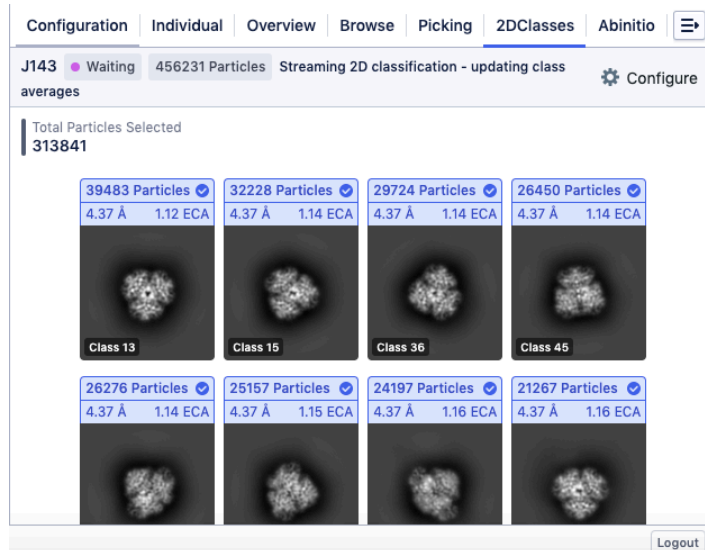 Configuration Individual Overview Browse Picking 2DClasses Abinitio
J143 Waiting 456231 Particles Streaming 2D classification - updating class
averages
Configure
Total Particles Selected
313841
39483 Particles 32228 Particles 29724 Particles 26450 Particles
4.37 Å 1.12 ECA 4.37 Å 1.14 ECA 4.37 Å 1.14 ECA 4.37 Å 1.14 ECA
Class 13 Class 15 Class 36 Class 45
26276 Particles 25157 Particles 24197 Particles 21267 Particles
4.37 Å 1.14 ECA 4.37 Å 1.15 ECA 4.37 Å 1.16 ECA 4.37 Å 1.16 ECA
Logout